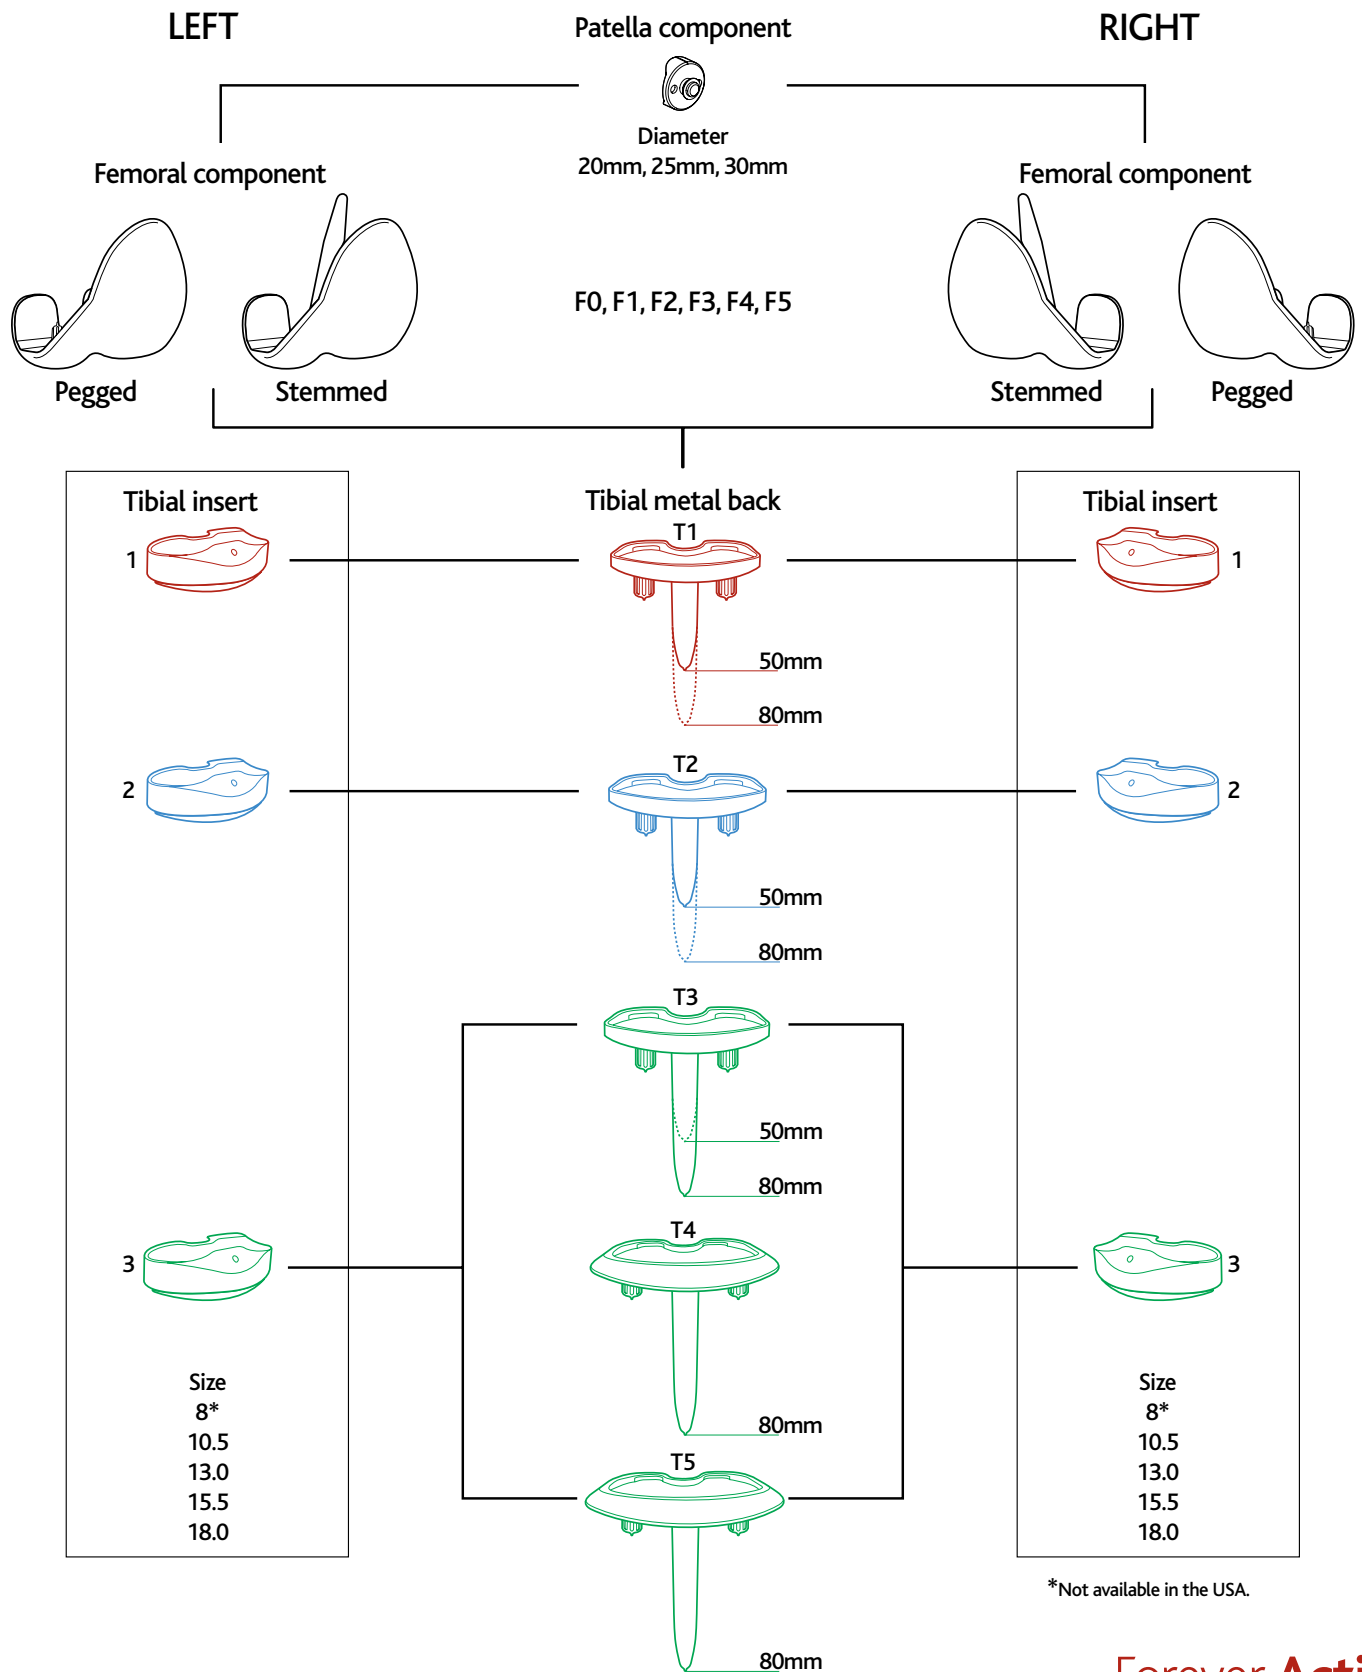 LEFT
Patella component
RIGHT
Diameter
20mm, 25mm, 30mm
Femoral component
Femoral component
F0, F1, F2, F3, F4, F5
Pegged
Stemmed
Stemmed
Pegged
Tibial insert
Tibial metal back
Tibial insert
T1
1
1
50mm
80mm
T2
2
2
50mm
80mm
T3
50mm
80mm
T4
3
3
80mm
Size
8*
10.5
13.0
15.5
18.0
Size
8*
10.5
13.0
15.5
18.0
T5
*Not available in the USA.
80mm
Forever Acti